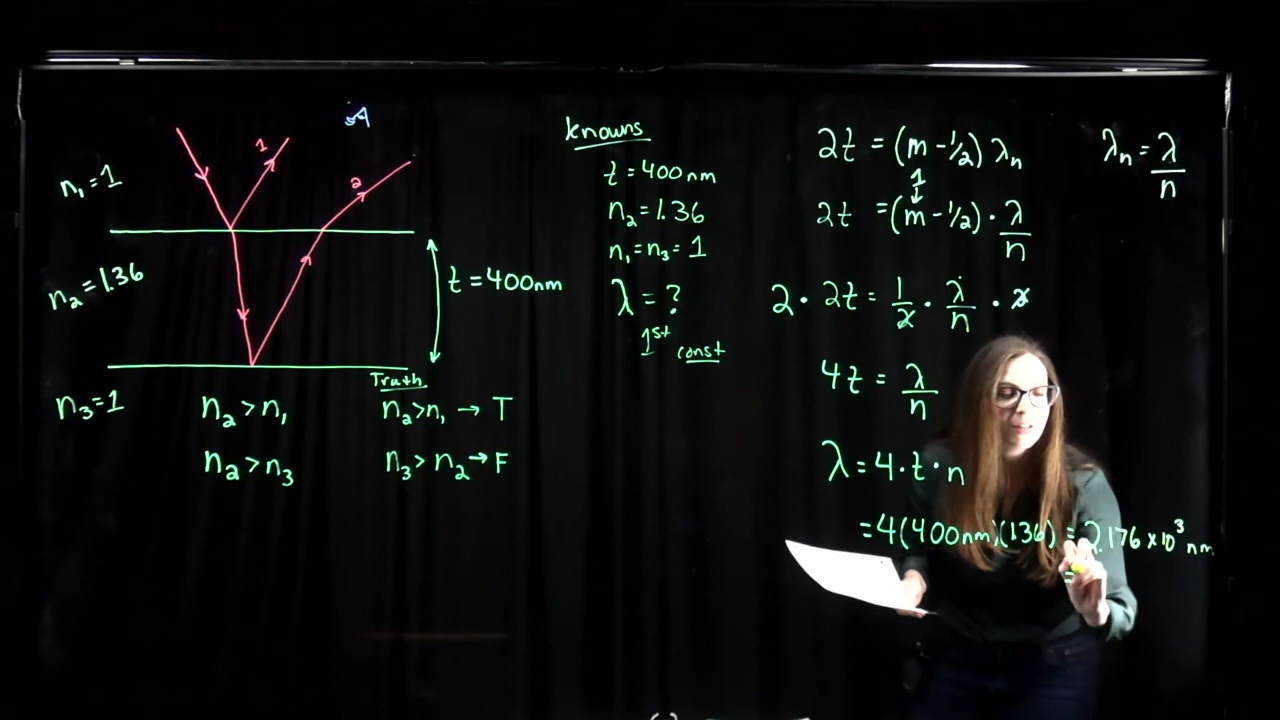 n₁=1
1
2
n₂=1.36
t=400nm
n₃=1
n₂>n₁
n₂>n₃
Truth
n₂>n₁ → T
n₃>n₂ → F
knowns
t=400nm
n₂=1.36
n₁=n₃=1
λ=?
1st const
2t = (m-1/2) λₙ
λₙ = λ/n
1
↓
2t = (m-1/2)·λ/n
2· 2t = 1/2 · λ/n · 2
4t = λ/n
λ=4·t·n
=4(400nm)(1.36) = 2.176×10³ nm
=